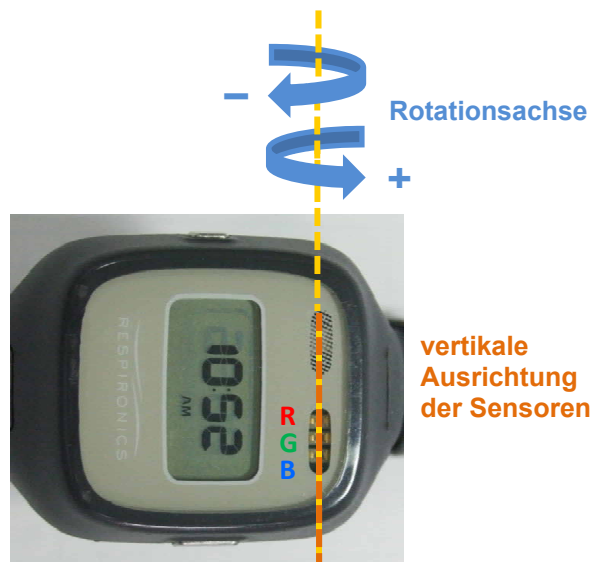 −
Rotationsachse
+
vertikale
Ausrichtung
der Sensoren
RESPIRONICS
10:52
AM
R
G
B